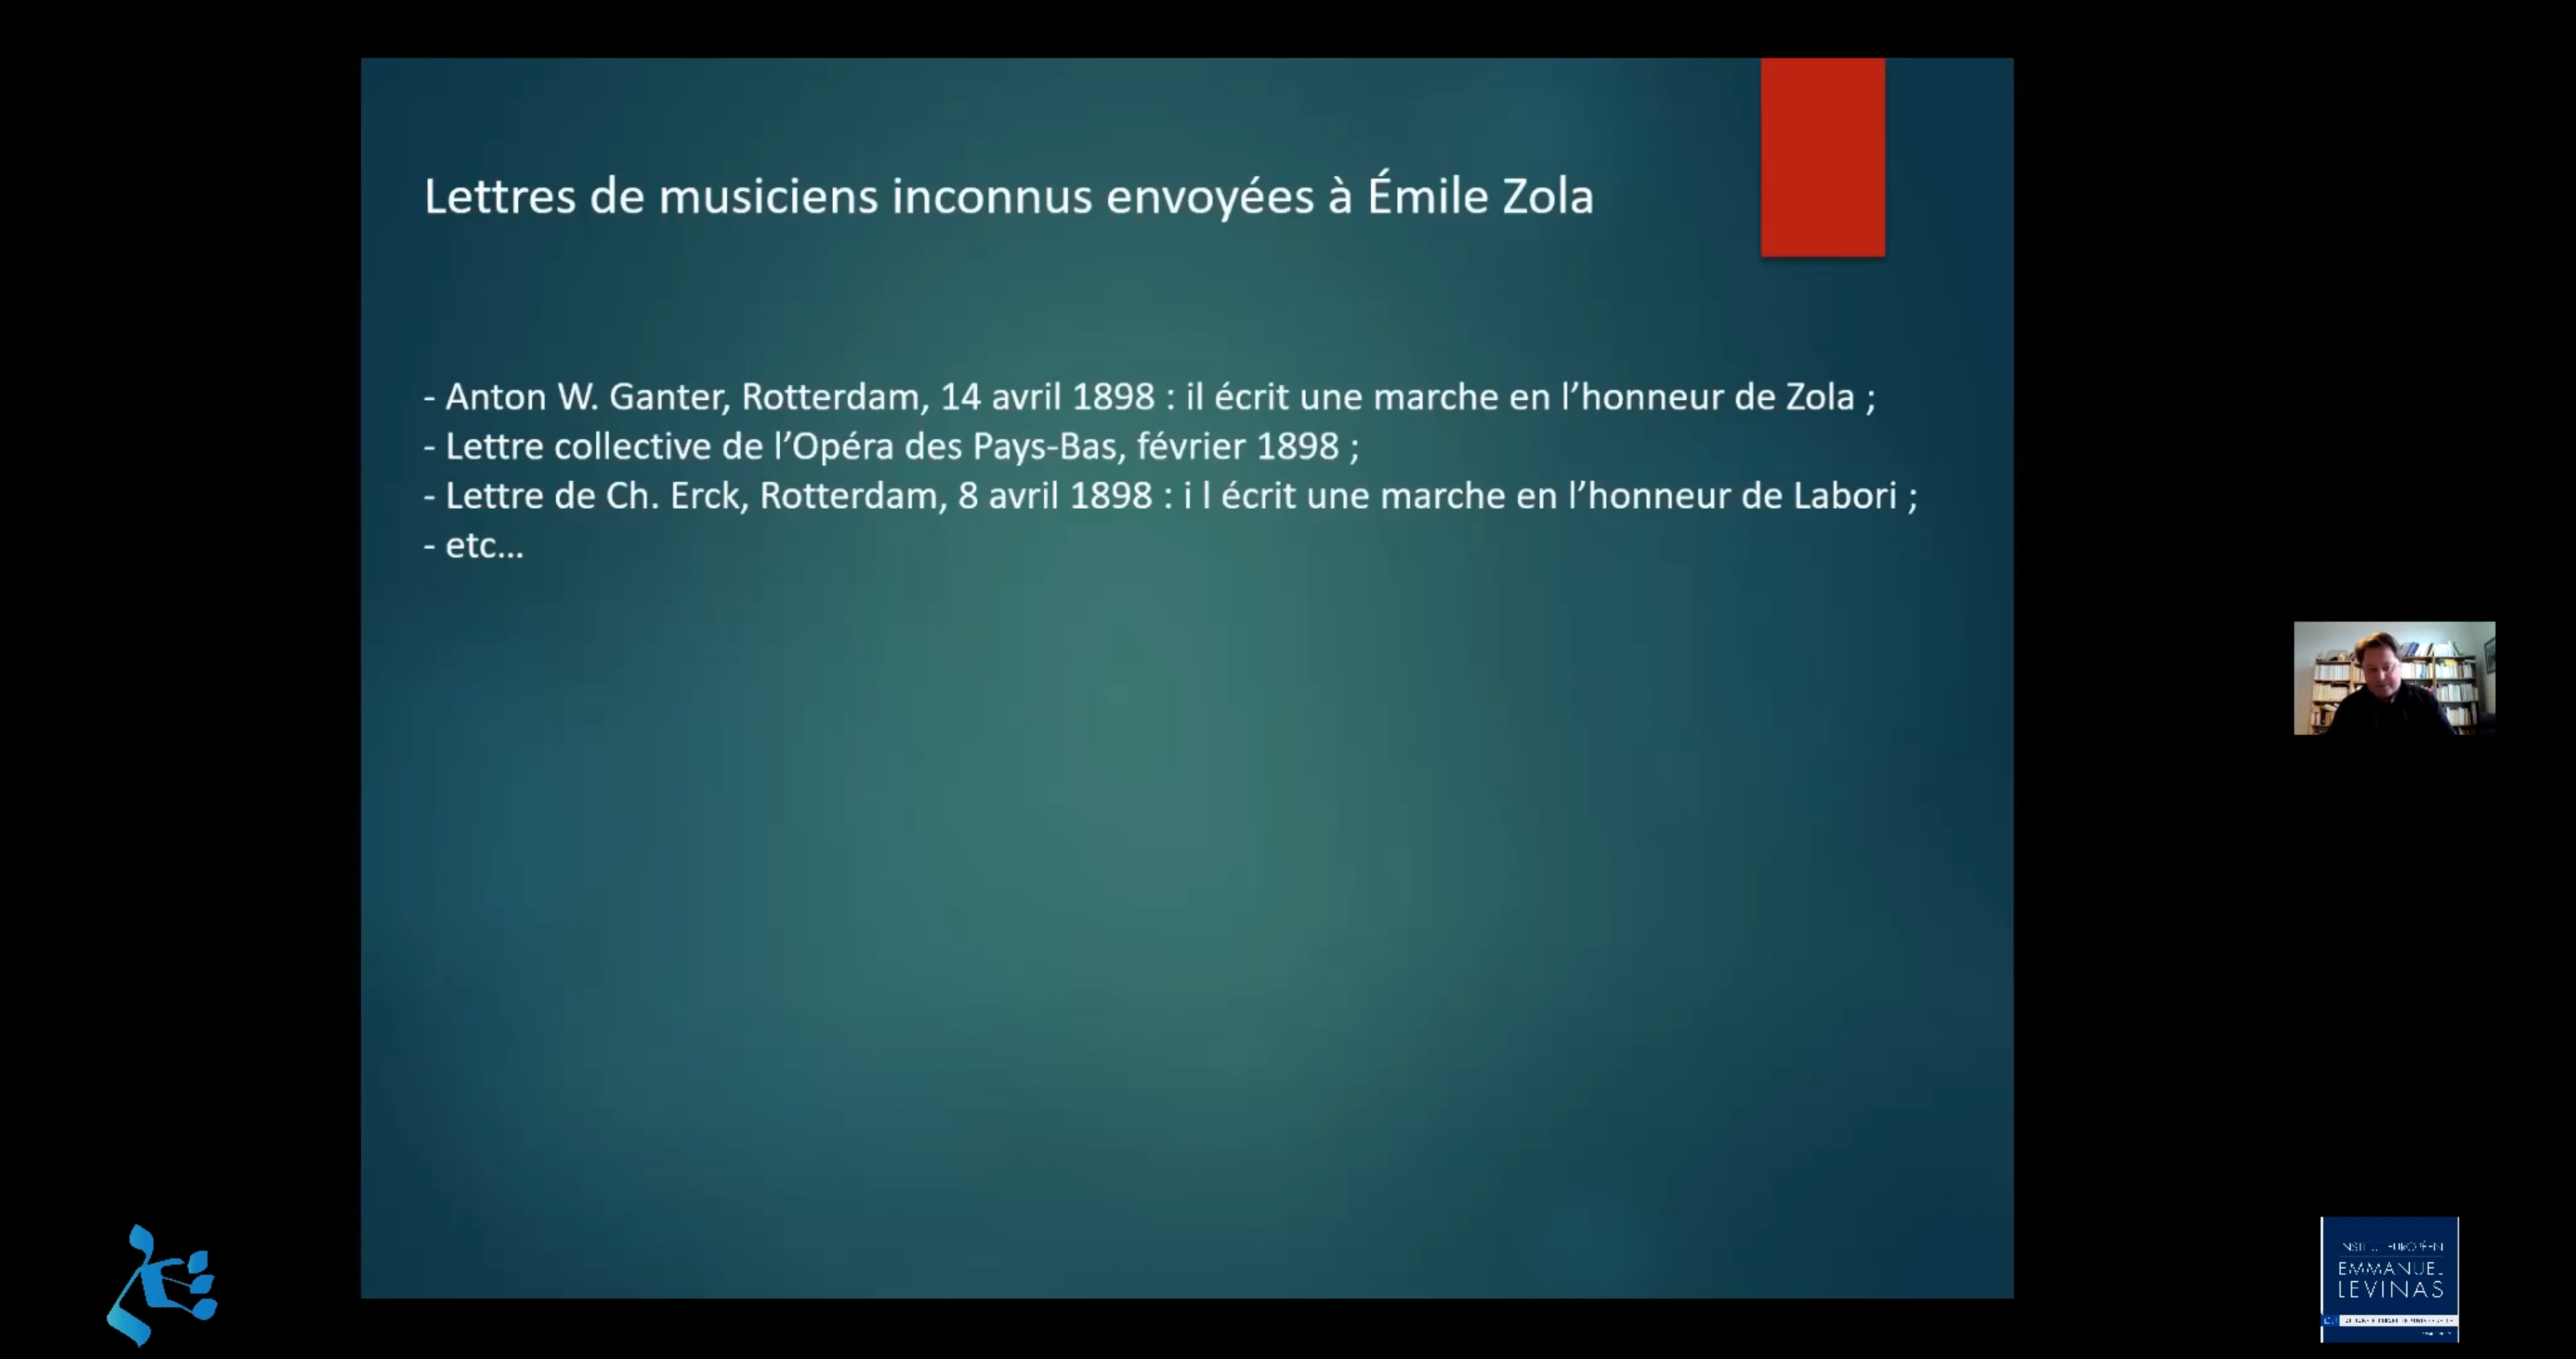 Lettres de musiciens inconnus envoyées à Émile Zola
- Anton W. Ganter, Rotterdam, 14 avril 1898 : il écrit une marche en l’honneur de Zola ;
- Lettre collective de l’Opéra des Pays-Bas, février 1898 ;
- Lettre de Ch. Erck, Rotterdam, 8 avril 1898 : i l écrit une marche en l’honneur de Labori ;
- etc...
INSTITUT EUROPÉEN
EMMANUEL
LEVINAS